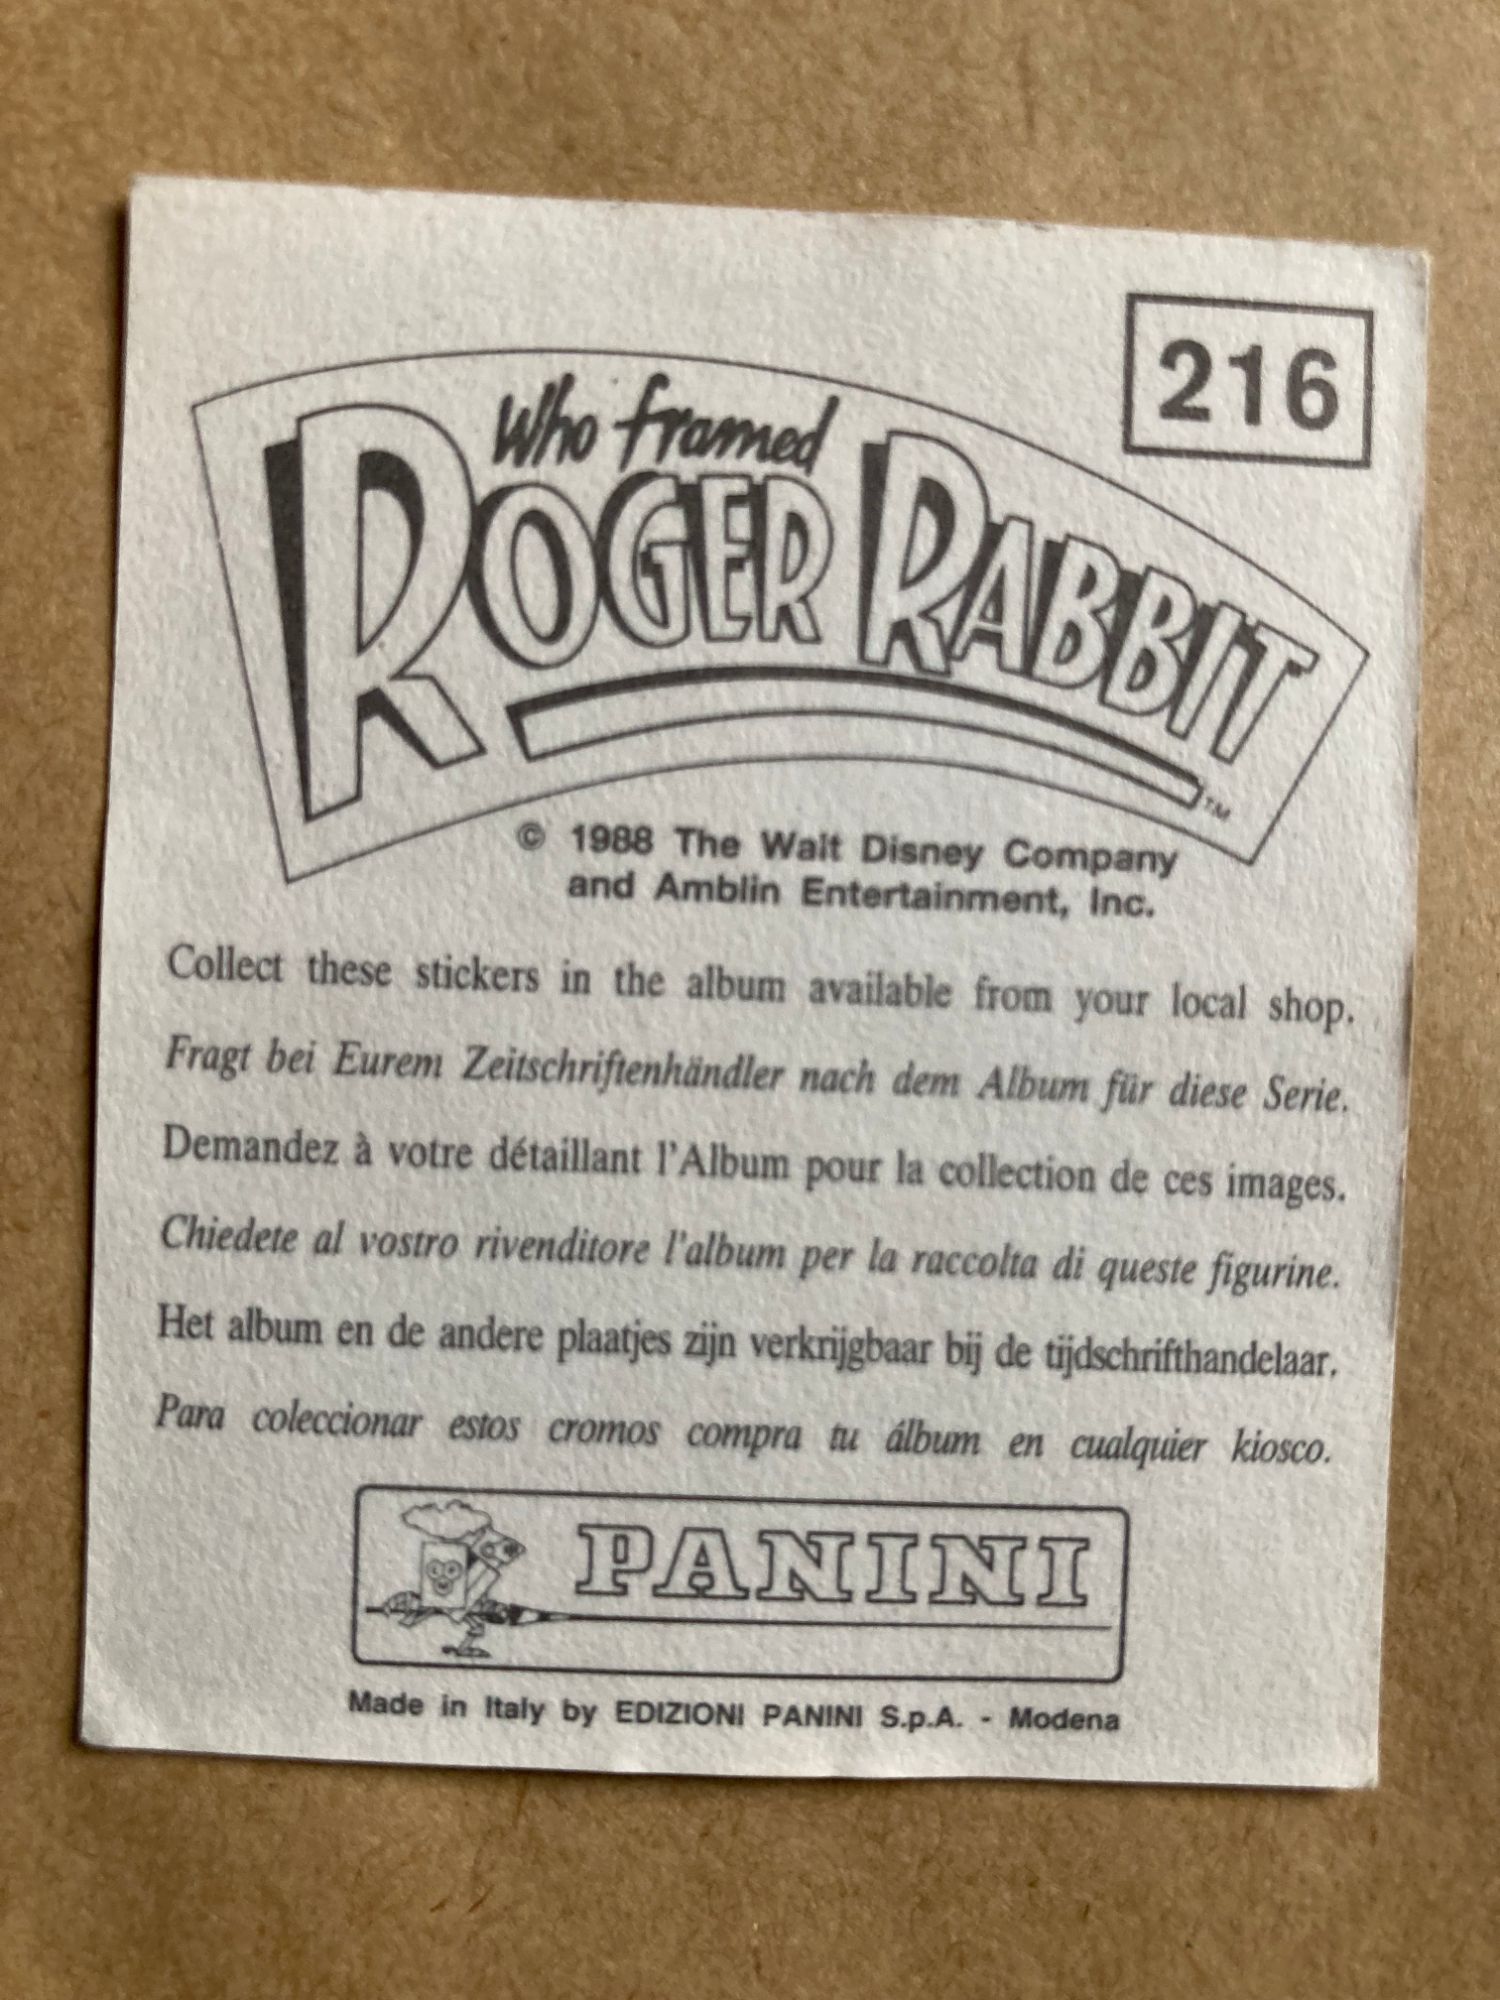 216
Who framed
ROGER RABBIT
TM
© 1988 The Walt Disney Company
and Amblin Entertainment, Inc.
Collect these stickers in the album available from your local shop.
Fragt bei Eurem Zeitschriftenhändler nach dem Album für diese Serie.
Demandez à votre détaillant l'Album pour la collection de ces images.
Chiedete al vostro rivenditore l'album per la raccolta di queste figurine.
Het album en de andere plaatjes zijn verkrijgbaar bij de tijdschrifthandelaar.
Para coleccionar estos cromos compra tu álbum en cualquier kiosco.
PANINI
Made in Italy by EDIZIONI PANINI S.p.A. - Modena